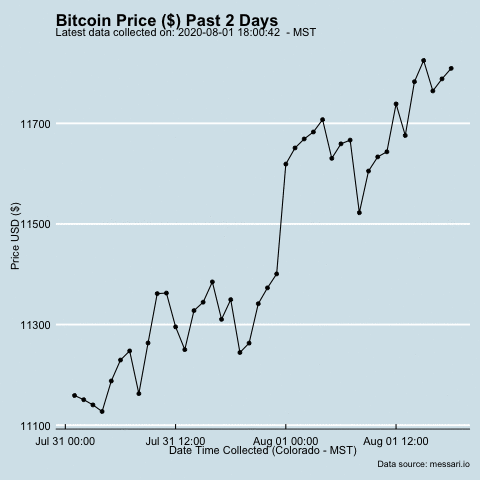 Bitcoin Price ($) Past 2 Days
Latest data collected on: 2020-08-01 18:00:42  - MST
Price USD ($)
11700
11500
11300
11100
Jul 31 00:00 Jul 31 12:00 Aug 01 00:00 Aug 01 12:00
Date Time Collected (Colorado - MST)
Data source: messari.io